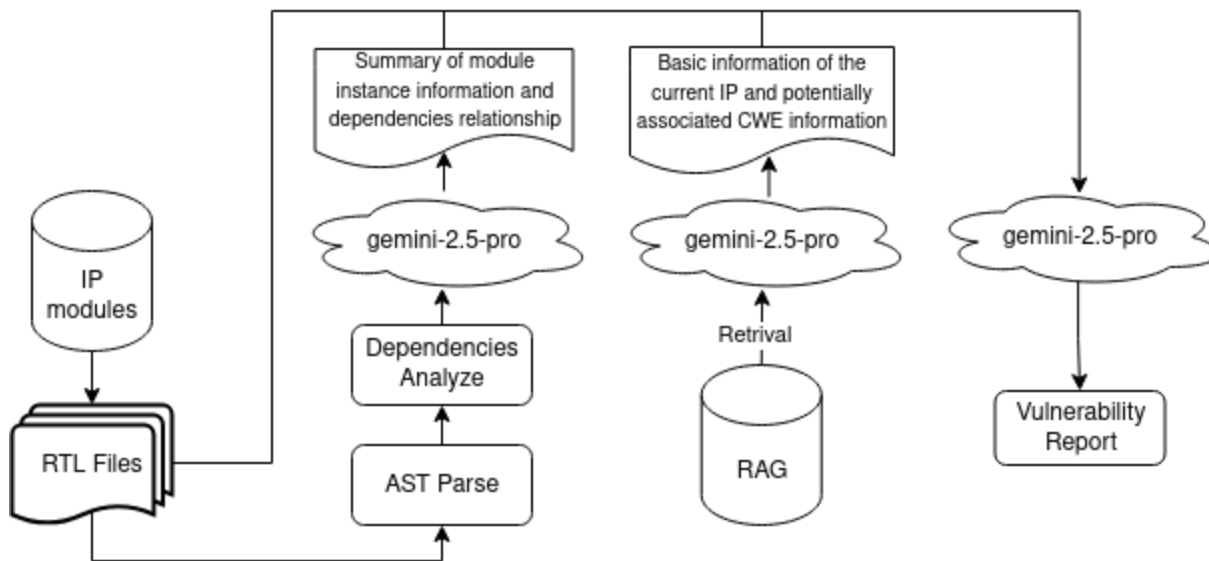 Summary of module
instance information and
dependencies relationship
Basic information of the
current IP and potentially
associated CWE information
gemini-2.5-pro
gemini-2.5-pro
gemini-2.5-pro
IP
modules
Dependencies
Analyze
Retrival
Vulnerability
Report
RTL Files
AST Parse
RAG